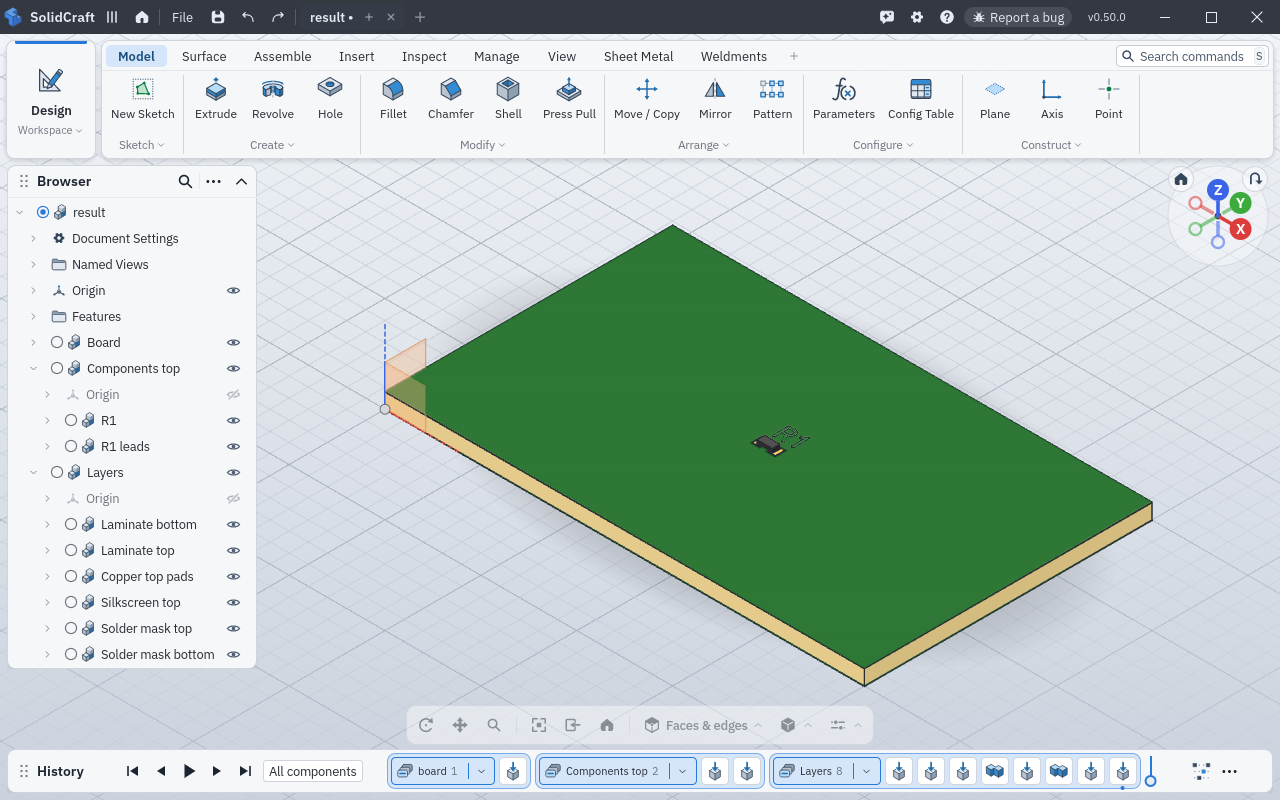 SolidCraft
File
result •
Report a bug
v0.50.0
Design
Workspace
Model
Surface
Assemble
Insert
Inspect
Manage
View
Sheet Metal
Weldments
Search commands
S
New Sketch
Extrude
Revolve
Hole
Fillet
Chamfer
Shell
Press Pull
Move / Copy
Mirror
Pattern
Parameters
Config Table
Plane
Axis
Point
Sketch
Create
Modify
Arrange
Configure
Construct
Browser
result
Document Settings
Named Views
Origin
Features
Board
Components top
Origin
R1
R1 leads
Layers
Origin
Laminate bottom
Laminate top
Copper top pads
Silkscreen top
Solder mask top
Solder mask bottom
Z
Y
X
R1
Faces & edges
History
All components
board 1
Components top 2
Layers 8